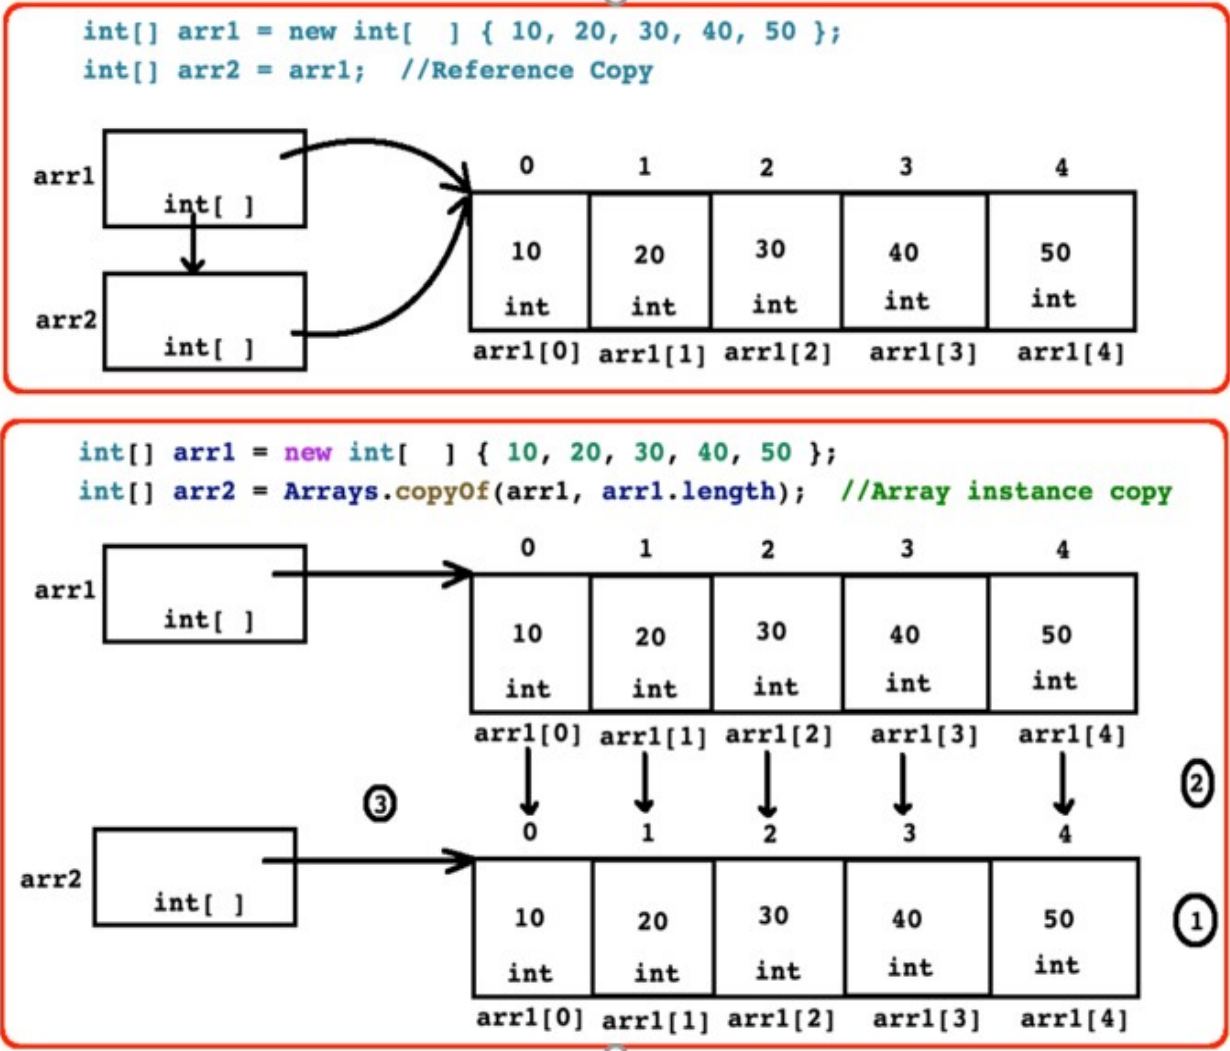 int[] arr1 = new int[  ] { 10, 20, 30, 40, 50 };
int[] arr2 = arr1;  //Reference Copy
0 1 2 3 4
arr1
int[ ]
10 20 30 40 50
int int int int int
arr2
int[ ]
arr1[0] arr1[1] arr1[2] arr1[3] arr1[4]
int[] arr1 = new int[  ] { 10, 20, 30, 40, 50 };
int[] arr2 = Arrays.copyOf(arr1, arr1.length);  //Array instance copy
0 1 2 3 4
arr1
int[ ]
10 20 30 40 50
int int int int int
arr1[0] arr1[1] arr1[2] arr1[3] arr1[4]
3
2
0 1 2 3 4
arr2
int[ ]
10 20 30 40 50
1
int int int int int
arr1[0] arr1[1] arr1[2] arr1[3] arr1[4]